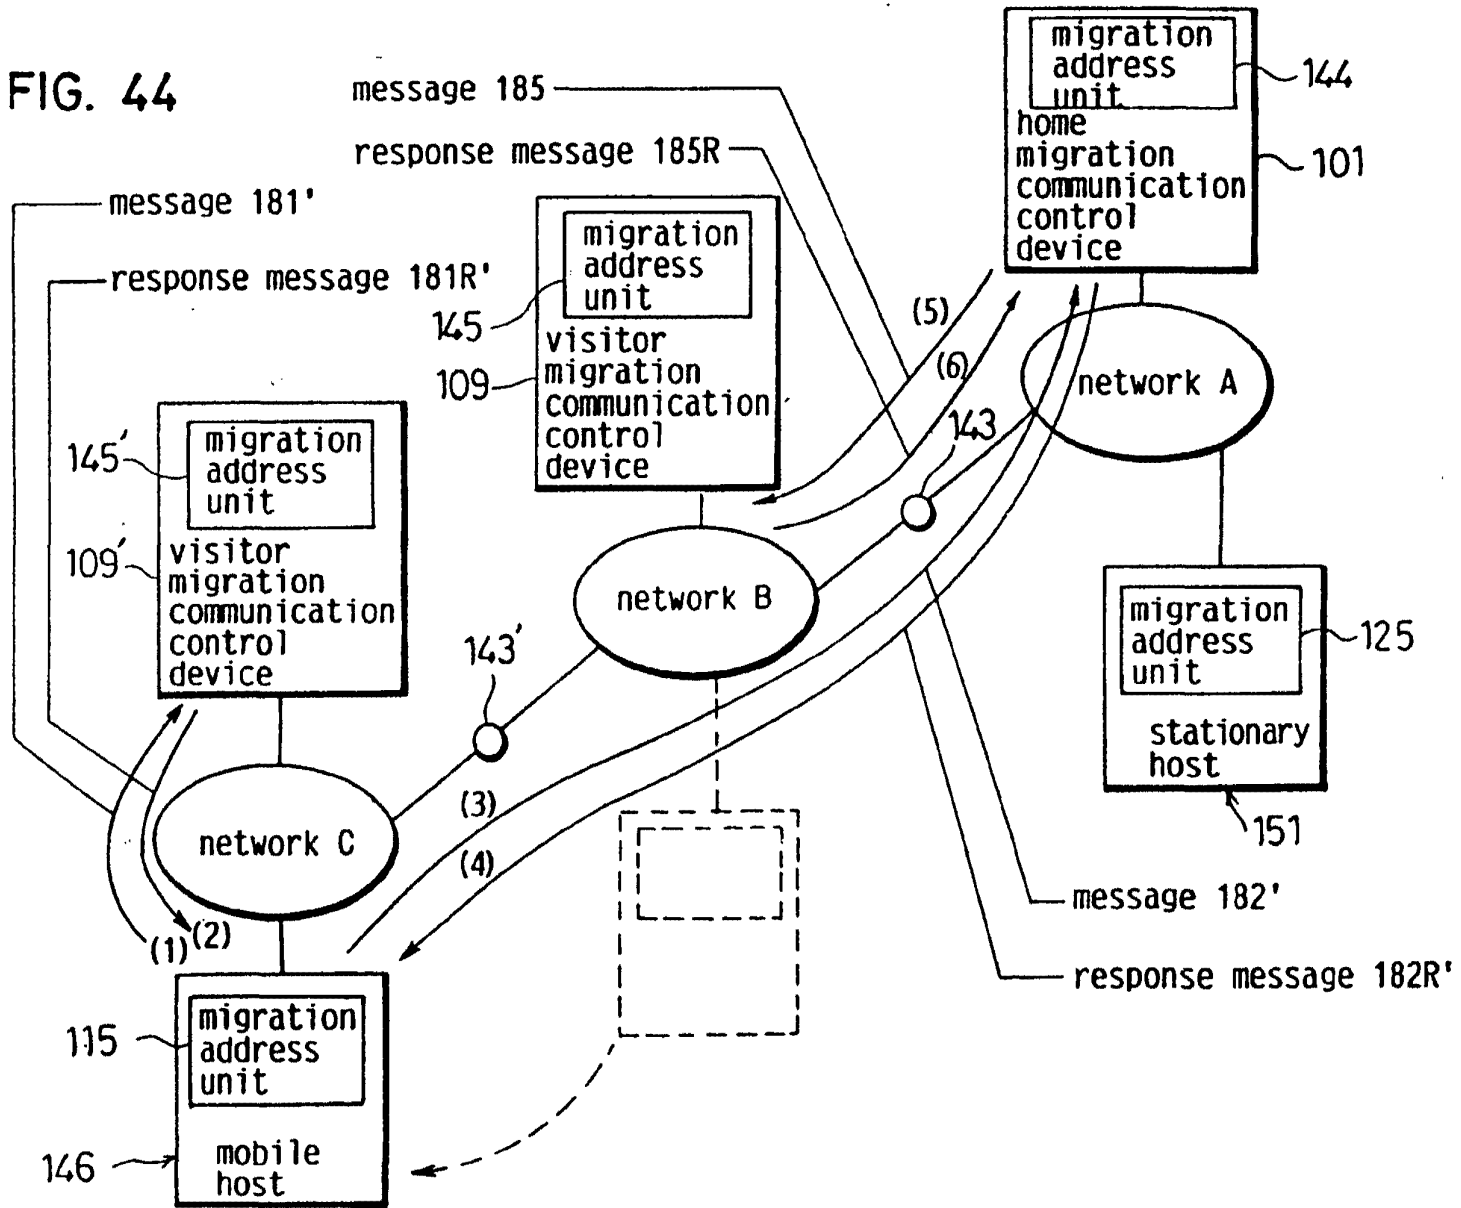 FIG. 44
message 185
response message 185R
message 181'
response message 181R'
migration
address
unit
144
home
migration
communication
control
device
101
migration
address
unit
145
visitor
migration
communication
control
device
109
(5)
(6)
143
network A
migration
address
unit
145'
visitor
migration
communication
control
device
109'
network B
143'
migration
address
unit
125
stationary
host
151
network C
(3)
(4)
(1)
(2)
message 182'
response message 182R'
migration
address
unit
115
mobile
host
146